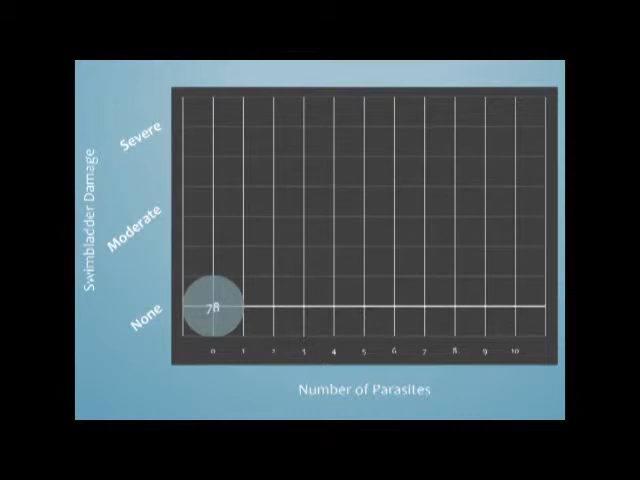 Severe
Moderate
None
Swimbladder Damage
78
0 1 2 3 4 5 6 7 8 9 10
Number of Parasites